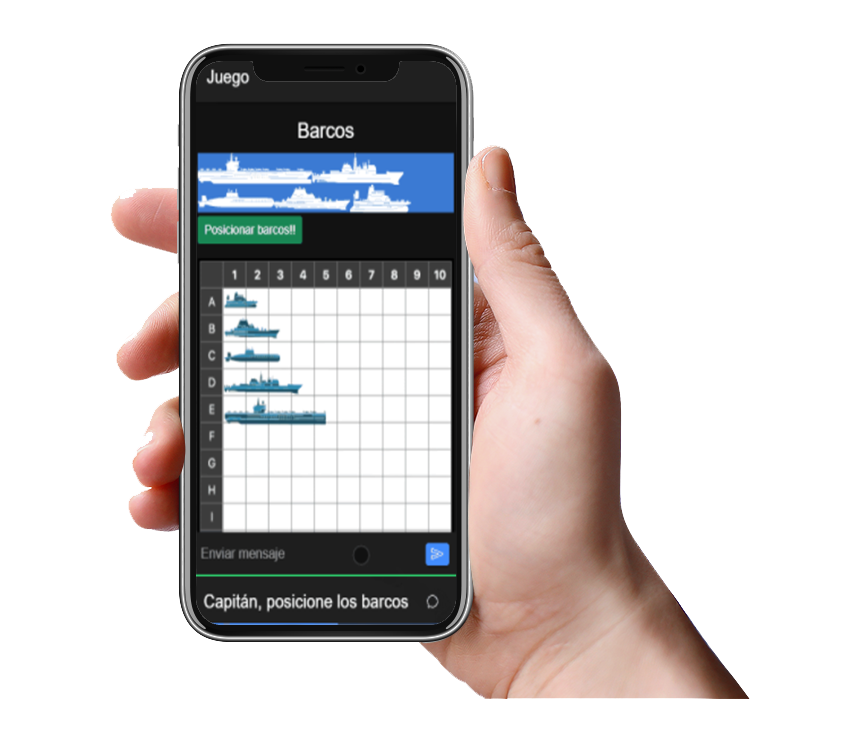 Juego
Barcos
Posicionar barcos!!
1 2 3 4 5 6 7 8 9 10
A
B
C
D
E
F
G
H
I
Enviar mensaje
Capitán, posicione los barcos